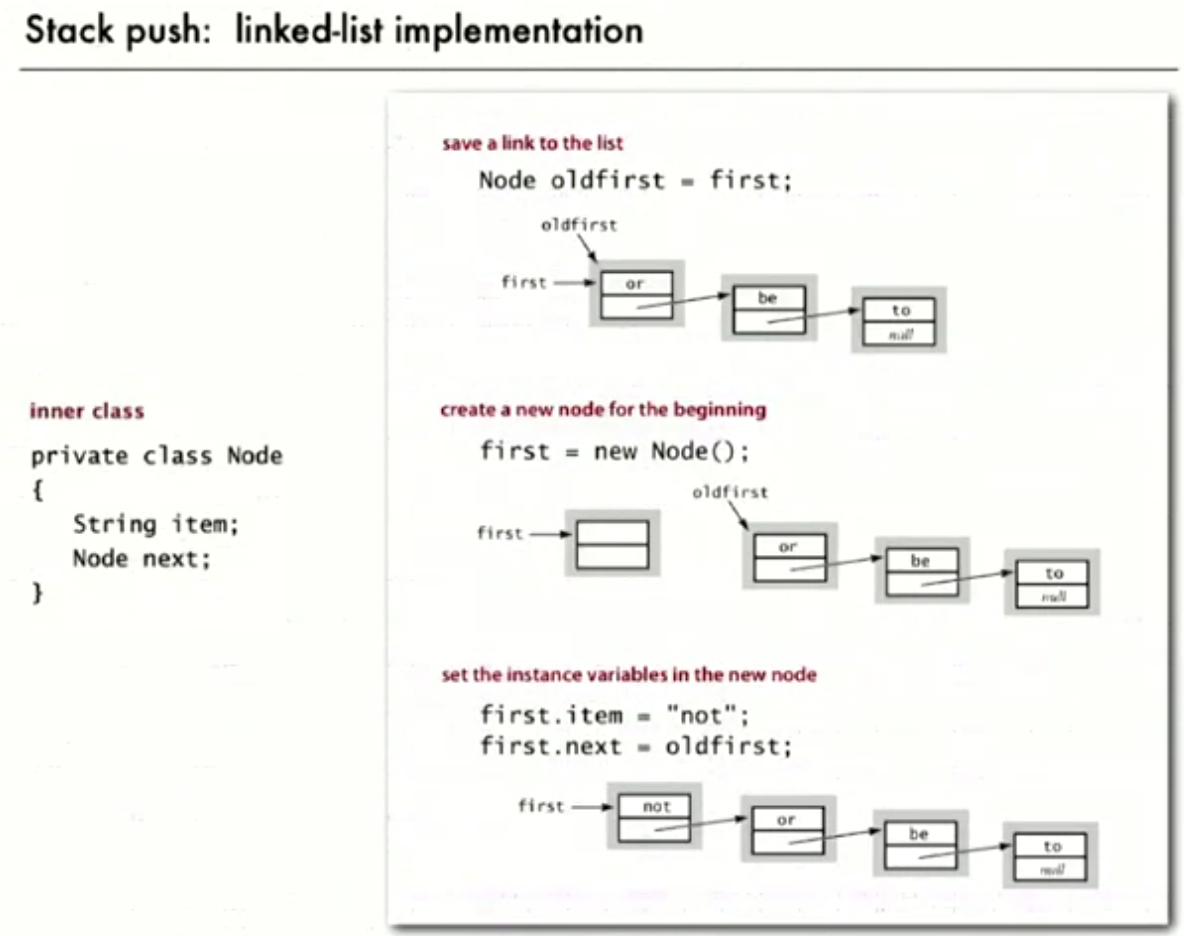 Stack push: linked-list implementation
inner class
private class Node
{
String item;
Node next;
}
save a link to the list
Node oldfirst = first;
oldfirst
first
or
be
to
null
create a new node for the beginning
first = new Node();
oldfirst
first
or
be
to
null
set the instance variables in the new node
first.item = "not";
first.next = oldfirst;
first
not
or
be
to
null